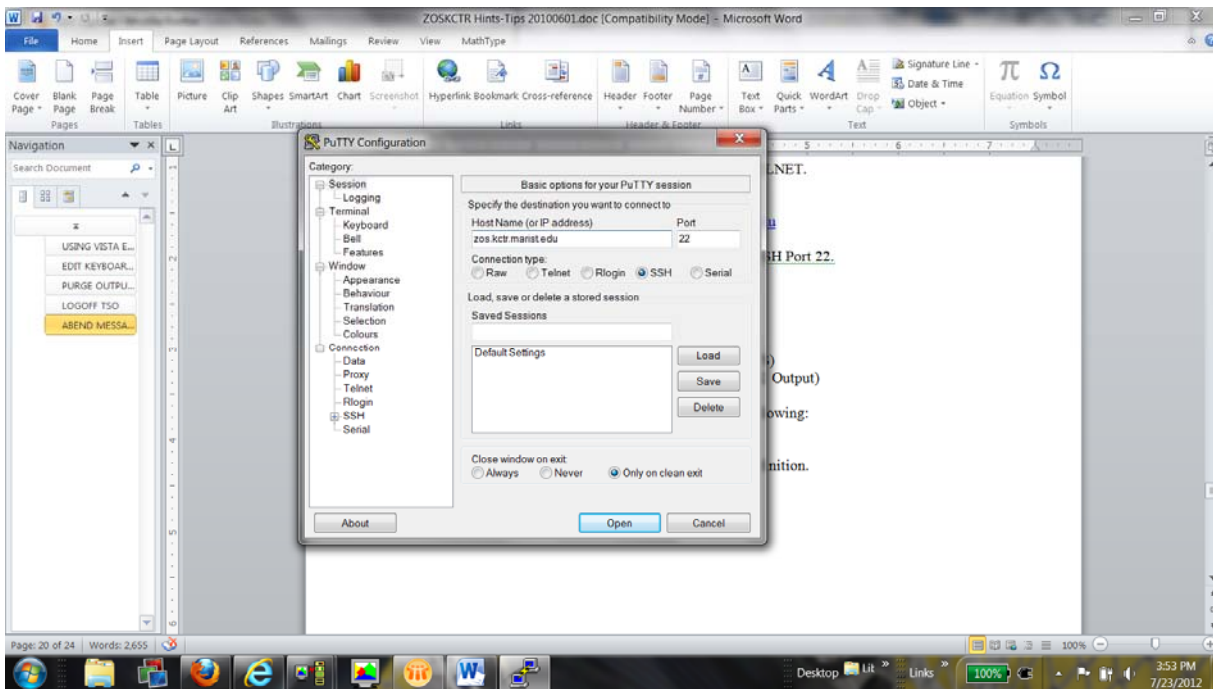 ZOSKCTR Hints-Tips 20100601.doc [Compatibility Mode] - Microsoft Word
File Home Insert Page Layout References Mailings Review View MathType
Cover Page Blank Page Page Break Table Picture Clip Art Shapes SmartArt Chart Screenshot Hyperlink Bookmark Cross-reference Header Footer Page Number Text Box Quick Parts WordArt Drop Cap Signature Line Date & Time Object Equation Symbol
Pages Tables Illustrations Links Header & Footer Text Symbols
Navigation
Search Document
USING VISTA E...
EDIT KEYBOAR...
PURGE OUTPU...
LOGOFF TSO
ABEND MESSA...
PuTTY Configuration
Category:
Session
Logging
Terminal
Keyboard
Bell
Features
Window
Appearance
Behaviour
Translation
Selection
Colours
Connection
Data
Proxy
Telnet
Rlogin
SSH
Serial
Basic options for your PuTTY session
Specify the destination you want to connect to
Host Name (or IP address) Port
zos.kctr.marist.edu 22
Connection type:
Raw Telnet Rlogin SSH Serial
Load, save or delete a stored session
Saved Sessions
Default Settings
Load
Save
Delete
Close window on exit:
Always Never Only on clean exit
About Open Cancel
5 6 7
LNET.
u
SH Port 22.
)
Output)
owing:
nition.
Page: 20 of 24 Words: 2,655 100%
Desktop Lit » Links » 100% 3:53 PM
7/23/2012